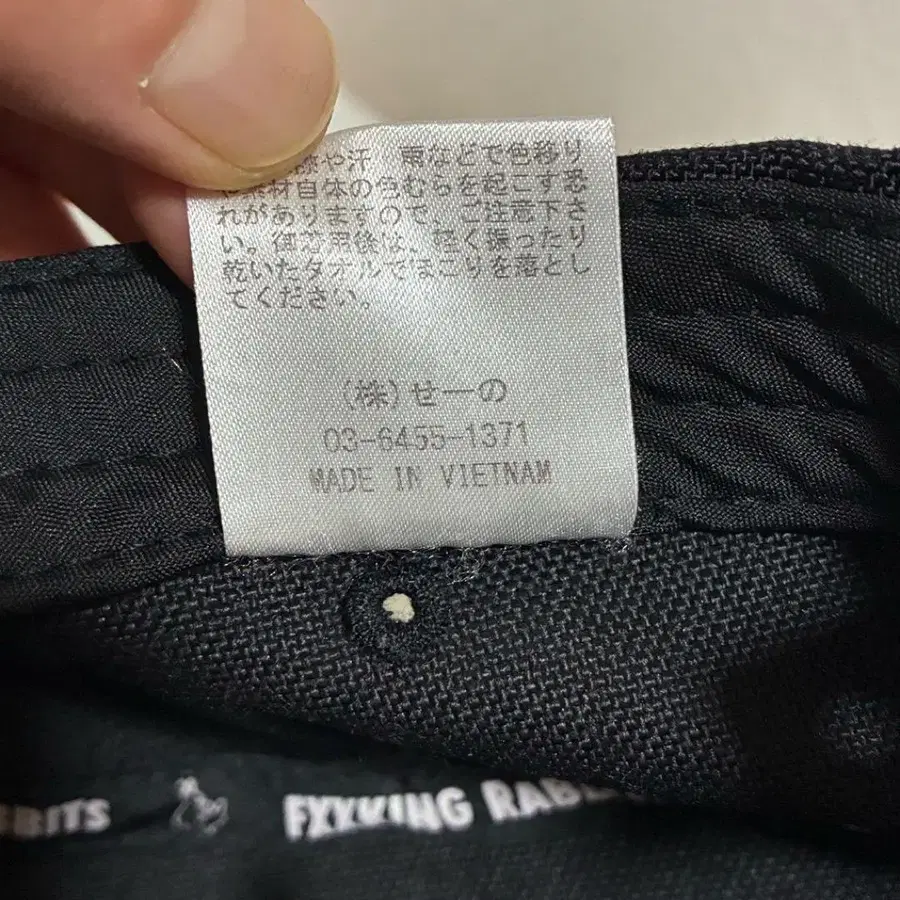 擦や汗、雨などで色移り
や素材自体の色むらを起こす恐
れがありますので、ご注意下さ
い。御着用後は、軽く振ったり
乾いたタオルでほこりを落とし
てください。
(株)せーの
03-6455-1371
MADE IN VIETNAM
BBITS FXXKING RABB